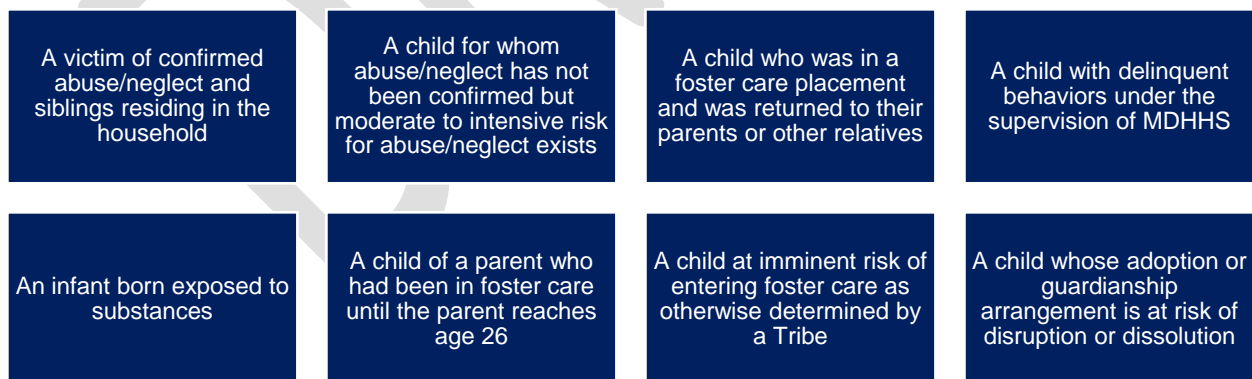 A victim of confirmed
abuse/neglect and
siblings residing in the
household
A child for whom
abuse/neglect has not
been confirmed but
moderate to intensive risk
for abuse/neglect exists
A child who was in a
foster care placement
and was returned to their
parents or other relatives
A child with delinquent
behaviors under the
supervision of MDHHS
An infant born exposed to
substances
A child of a parent who
had been in foster care
until the parent reaches
age 26
A child at imminent risk of
entering foster care as
otherwise determined by
a Tribe
A child whose adoption or
guardianship
arrangement is at risk of
disruption or dissolution